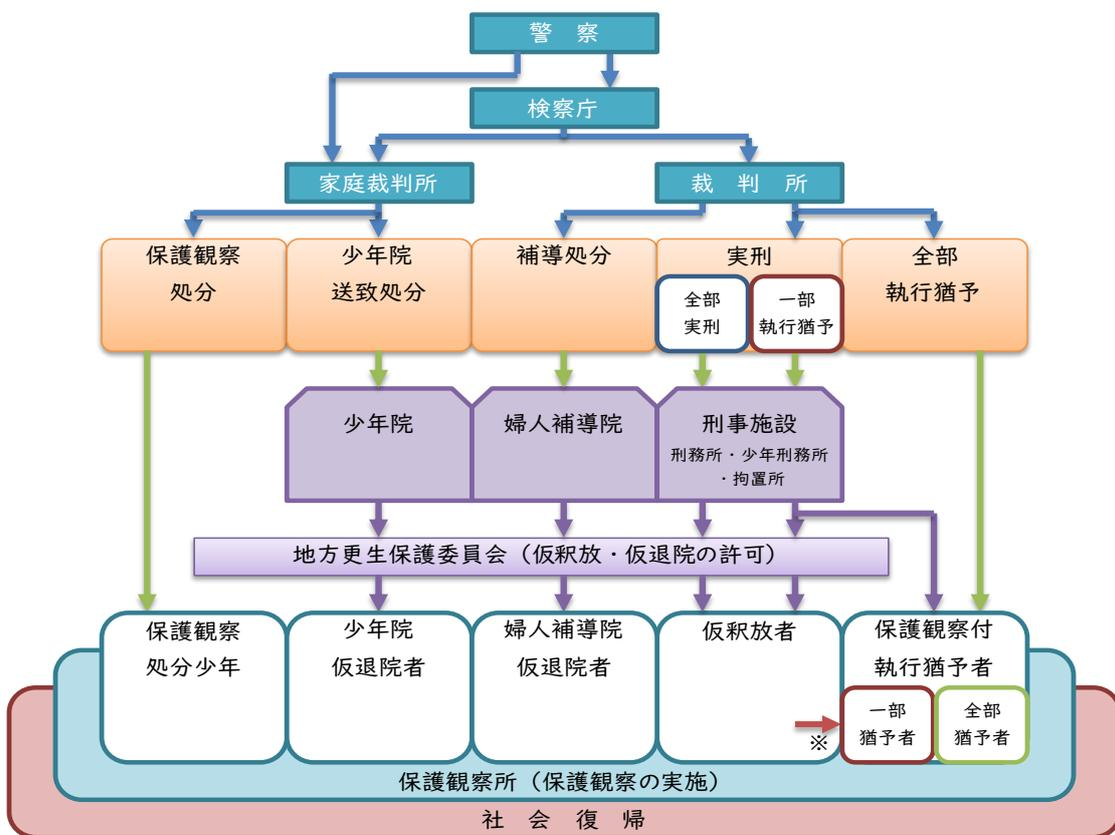 警　察
検察庁
家庭裁判所
裁　判　所
保護観察
処分
少年院
送致処分
補導処分
実刑
全部
実刑
一部
執行猶予
全部
執行猶予
少年院
婦人補導院
刑事施設
刑務所・少年刑務所
・拘置所
地方更生保護委員会（仮釈放・仮退院の許可）
保護観察
処分少年
少年院
仮退院者
婦人補導院
仮退院者
仮釈放者
※
保護観察付
執行猶予者
一部
猶予者
全部
猶予者
保護観察所（保護観察の実施）
社　会　復　帰